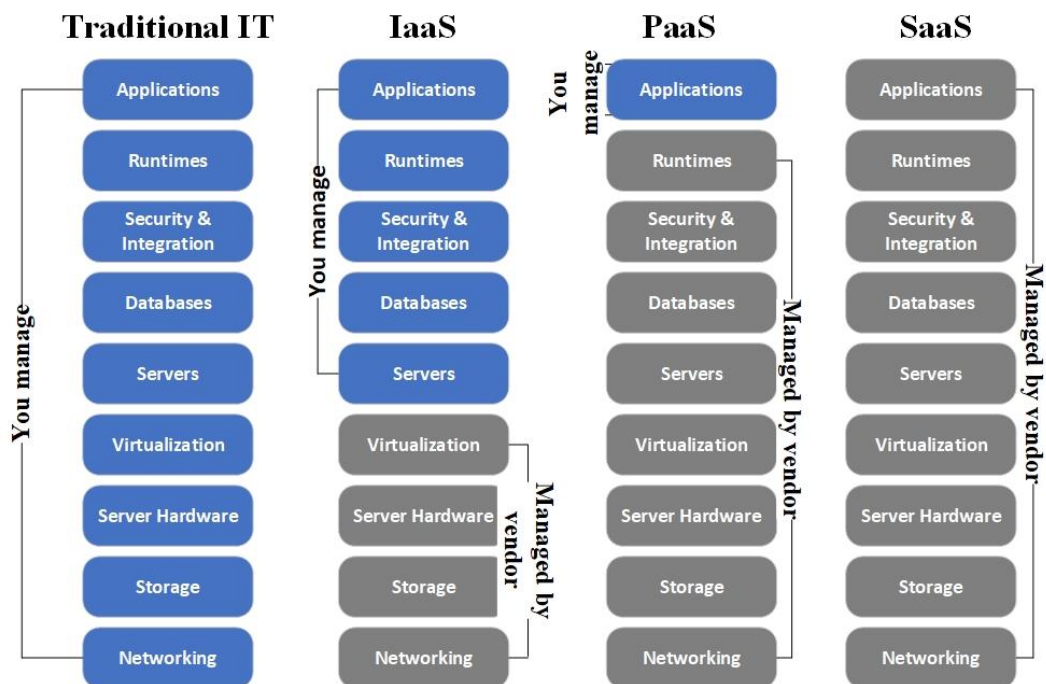 Traditional IT
IaaS
PaaS
SaaS
You manage
Applications
Runtimes
Security &
Integration
Databases
Servers
Virtualization
Server Hardware
Storage
Networking
You manage
Applications
Runtimes
Security &
Integration
Databases
Servers
Virtualization
Server Hardware
Storage
Networking
Managed by
vendor
You
manage
Applications
Runtimes
Security &
Integration
Databases
Servers
Virtualization
Server Hardware
Storage
Networking
Managed by vendor
Applications
Runtimes
Security &
Integration
Databases
Servers
Virtualization
Server Hardware
Storage
Networking
Managed by vendor